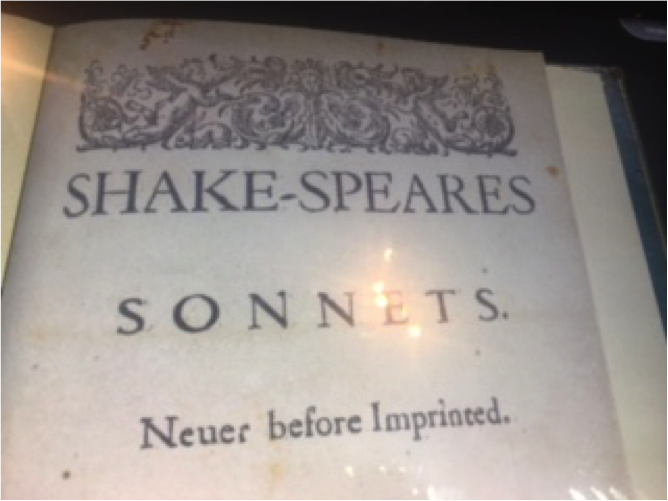 SHAKE-SPEARES
SONNETS.
Neuer before Imprinted.